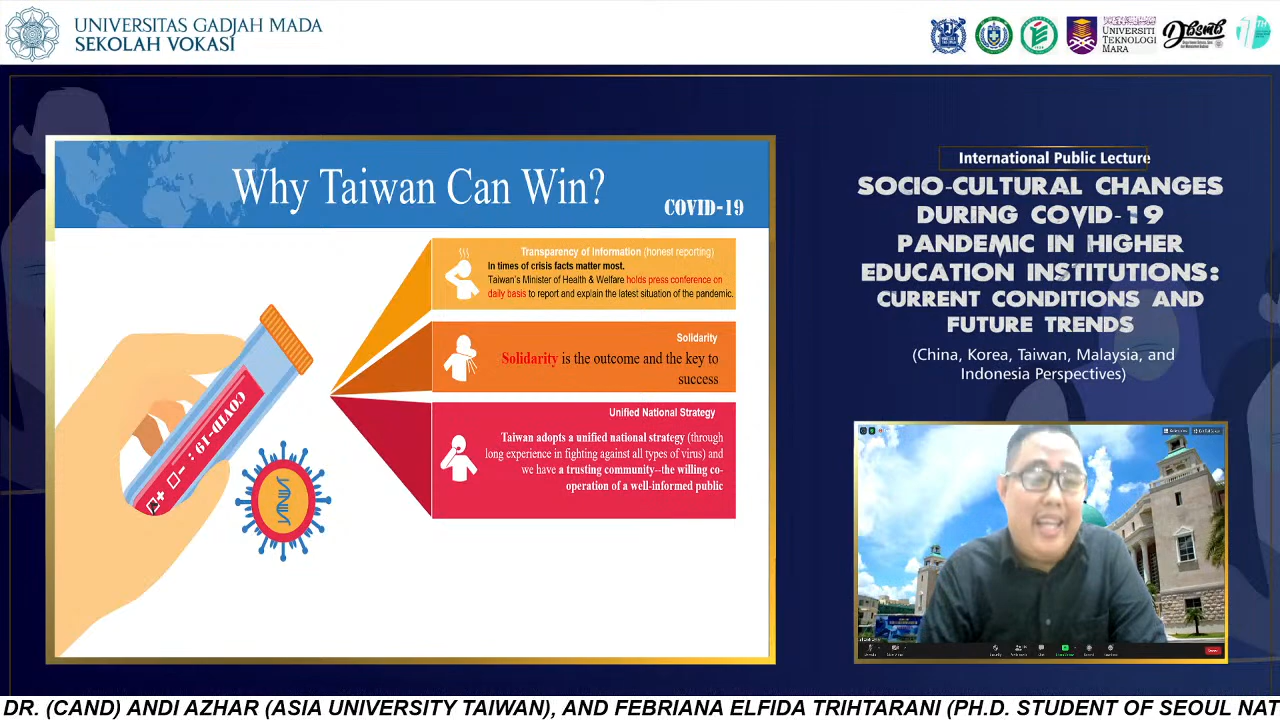 UNIVERSITAS GADJAH MADA
SEKOLAH VOKASI
UNIVERSITI
TEKNOLOGI
MARA
Dbsmb
Why Taiwan Can Win?
COVID-19
Transparency of Information (honest reporting)
In times of crisis facts matter most.
Taiwan's Minister of Health & Welfare holds press conference on
daily basis to report and explain the latest situation of the pandemic.
Solidarity
Solidarity is the outcome and the key to
success
Unified National Strategy
Taiwan adopts a unified national strategy (through
long experience in fighting against all types of virus) and
we have a trusting community--the willing co-
operation of a well-informed public
COVID-19 :
International Public Lecture
SOCIO-CULTURAL CHANGES
DURING COVID-19
PANDEMIC IN HIGHER
EDUCATION INSTITUTIONS:
CURRENT CONDITIONS AND
FUTURE TRENDS
(China, Korea, Taiwan, Malaysia, and
Indonesia Perspectives)
DR. (CAND) ANDI AZHAR (ASIA UNIVERSITY TAIWAN), AND FEBRIANA ELFIDA TRIHTARANI (PH.D. STUDENT OF SEOUL NAT